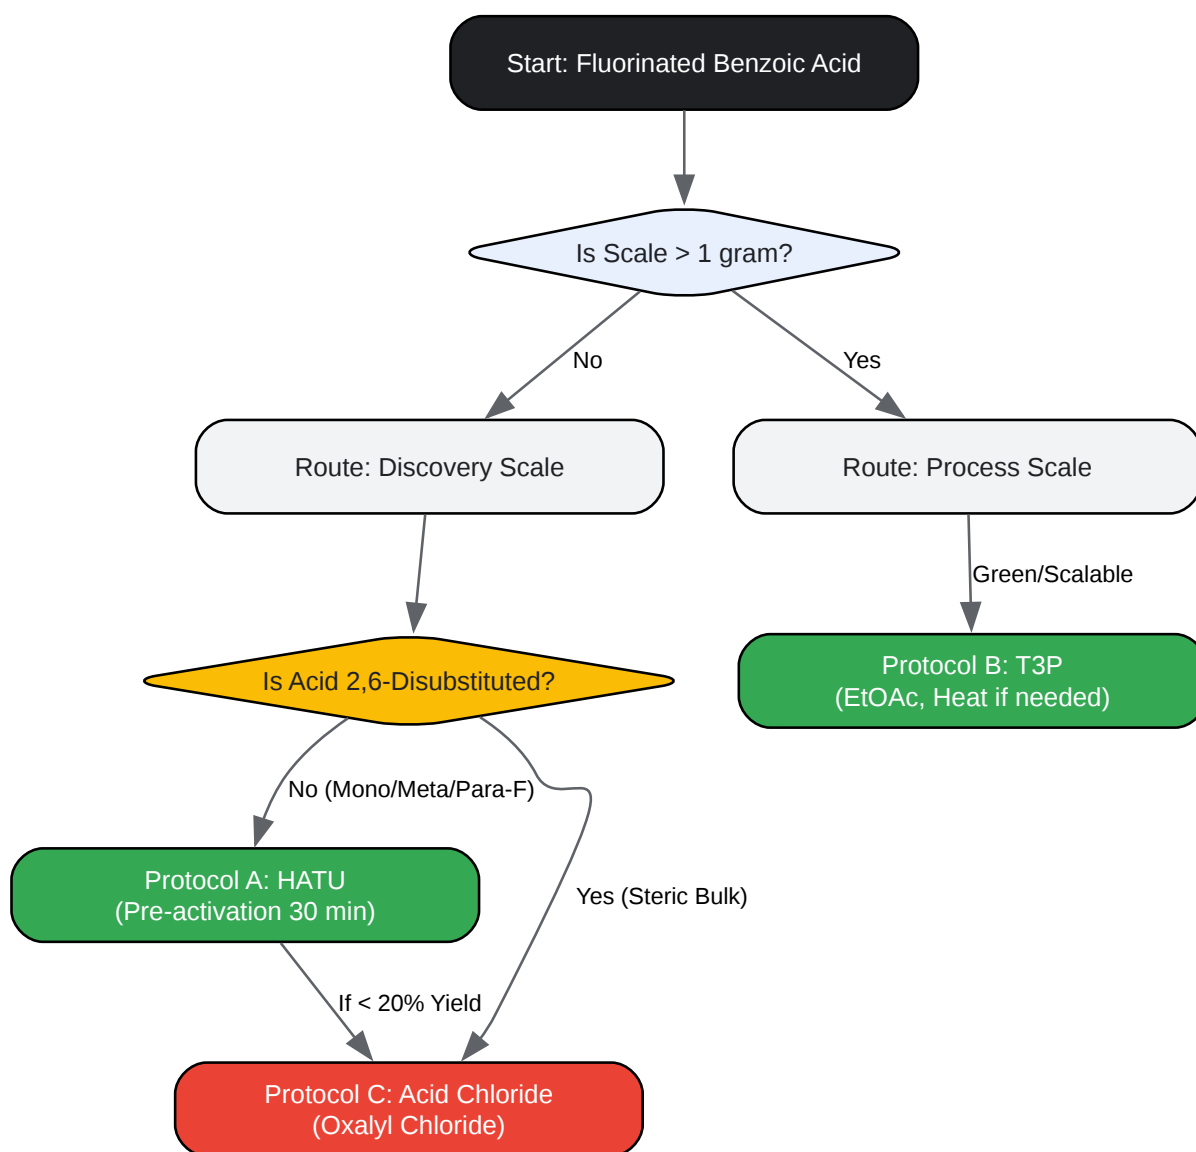 Start: Fluorinated Benzoic Acid
Is Scale > 1 gram?
No
Yes
Route: Discovery Scale
Route: Process Scale
Green/Scalable
Is Acid 2,6-Disubstituted?
Protocol B: T3P
(EtOAc, Heat if needed)
No (Mono/Meta/Para-F)
Protocol A: HATU
(Pre-activation 30 min)
Yes (Steric Bulk)
If < 20% Yield
Protocol C: Acid Chloride
(Oxalyl Chloride)